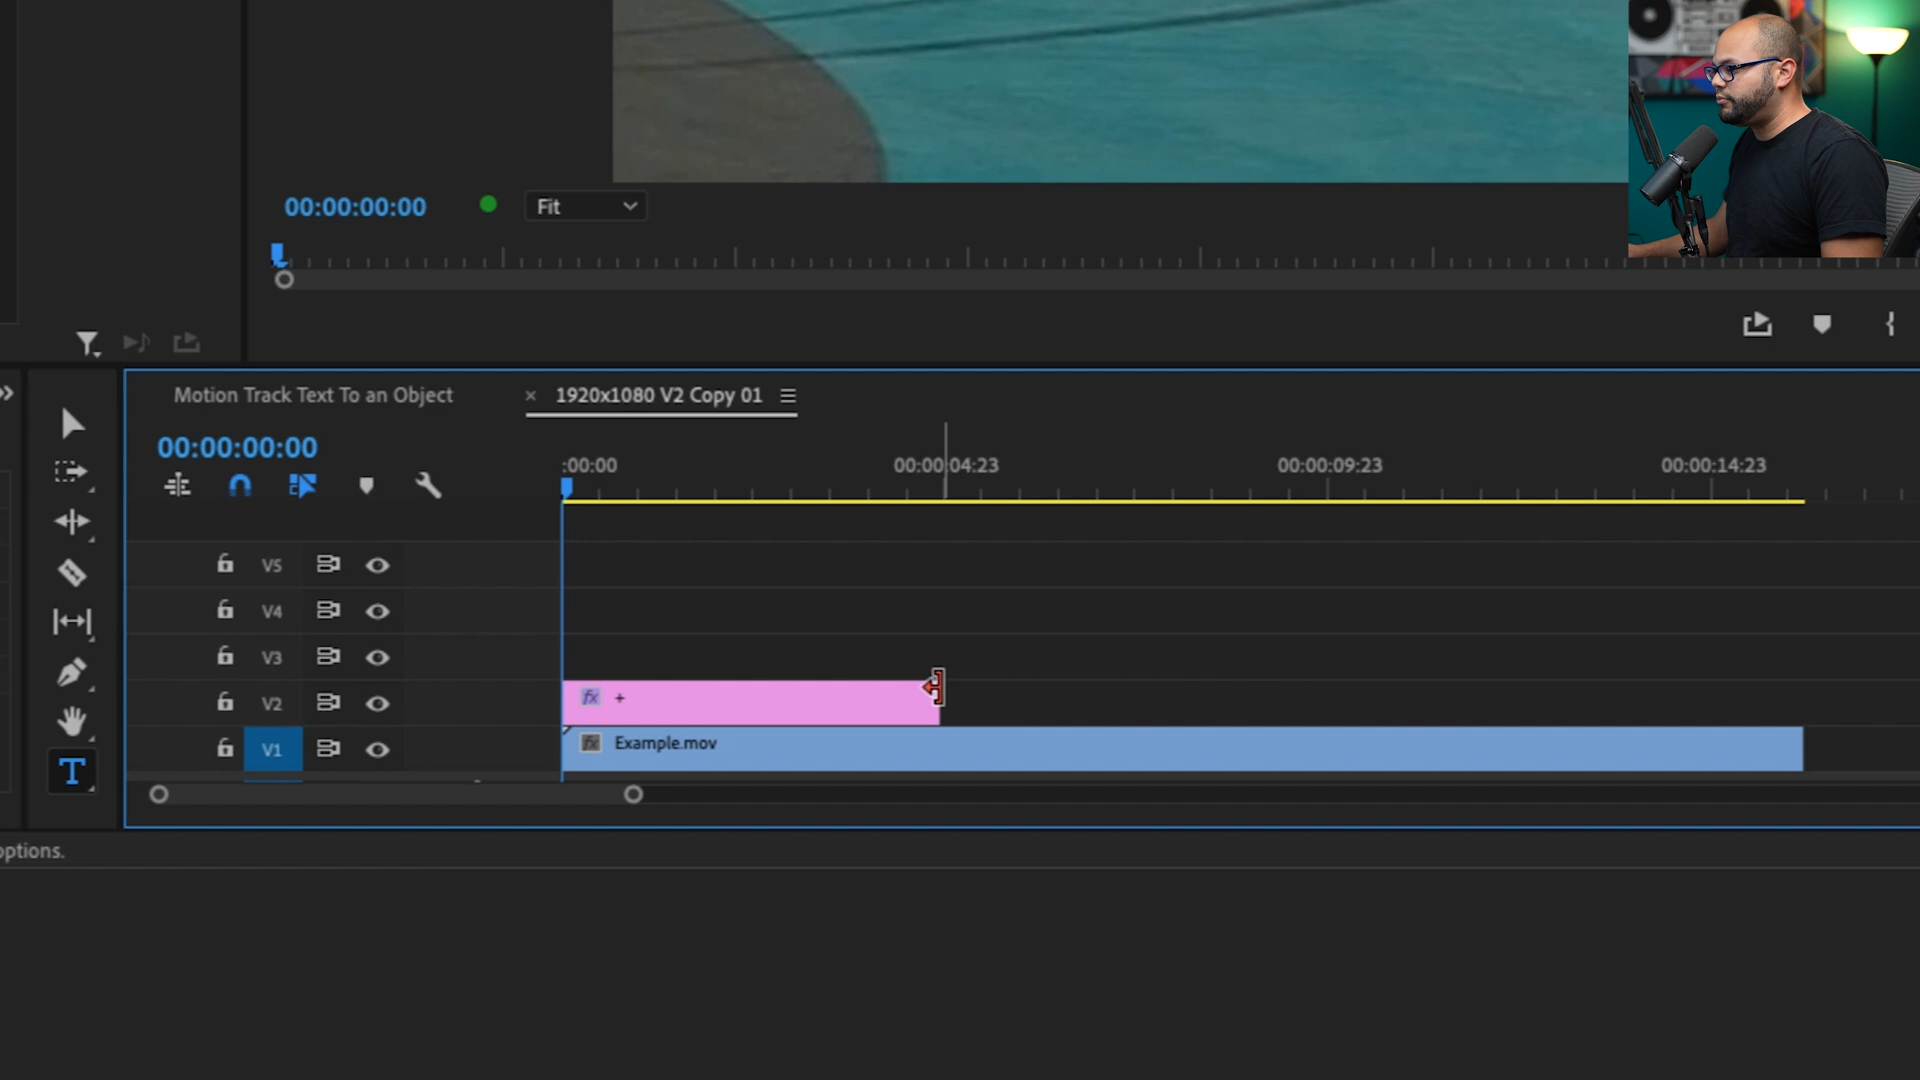 00:00:00:00
Fit
Motion Track Text To an Object
× 1920x1080 V2 Copy 01
00:00:00:00
:00:00
00:00:04:23
00:00:09:23
00:00:14:23
V5
V4
V3
V2
fx +
V1
fx Example.mov
T
options.